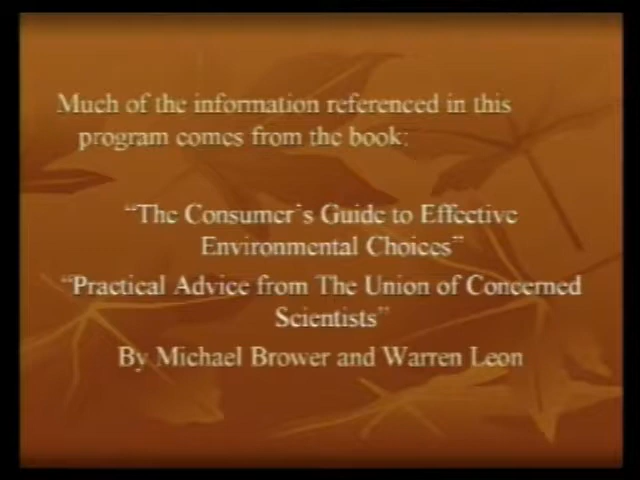 Much of the information referenced in this
program comes from the book:
“The Consumer's Guide to Effective
Environmental Choices”
“Practical Advice from The Union of Concerned
Scientists”
By Michael Brower and Warren Leon